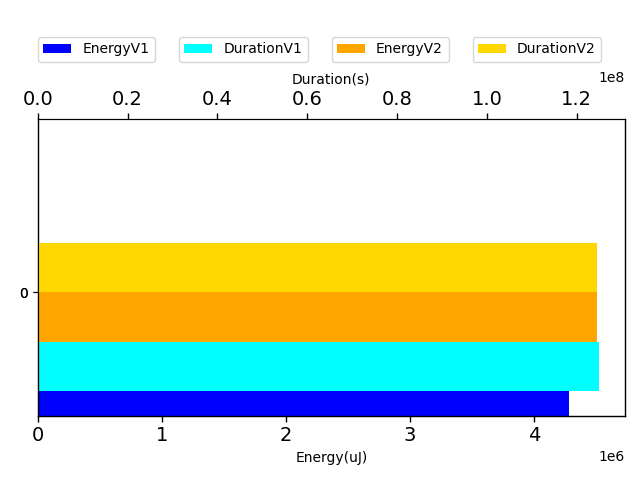 EnergyV1 DurationV1 EnergyV2 DurationV2
Duration(s) 1e8
0.0 0.2 0.4 0.6 0.8 1.0 1.2
0
0 1 2 3 4
Energy(uJ) 1e6